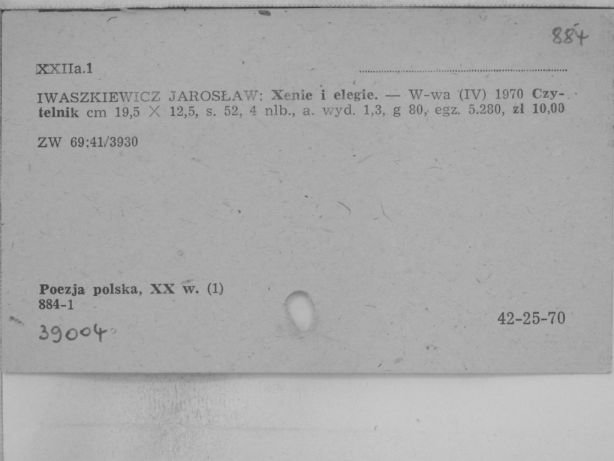 884
XXIIa.1
IWASZKIEWICZ JAROSŁAW: Xenie i elegie. — W-wa (IV) 1970 Czy-
telnik cm 19,5 × 12,5, s. 52, 4 nlb., a. wyd. 1,3, g 80, egz. 5.280, zł 10,00
ZW 69:41/3930
Poezja polska, XX w. (1)
884-1
39004
42-25-70